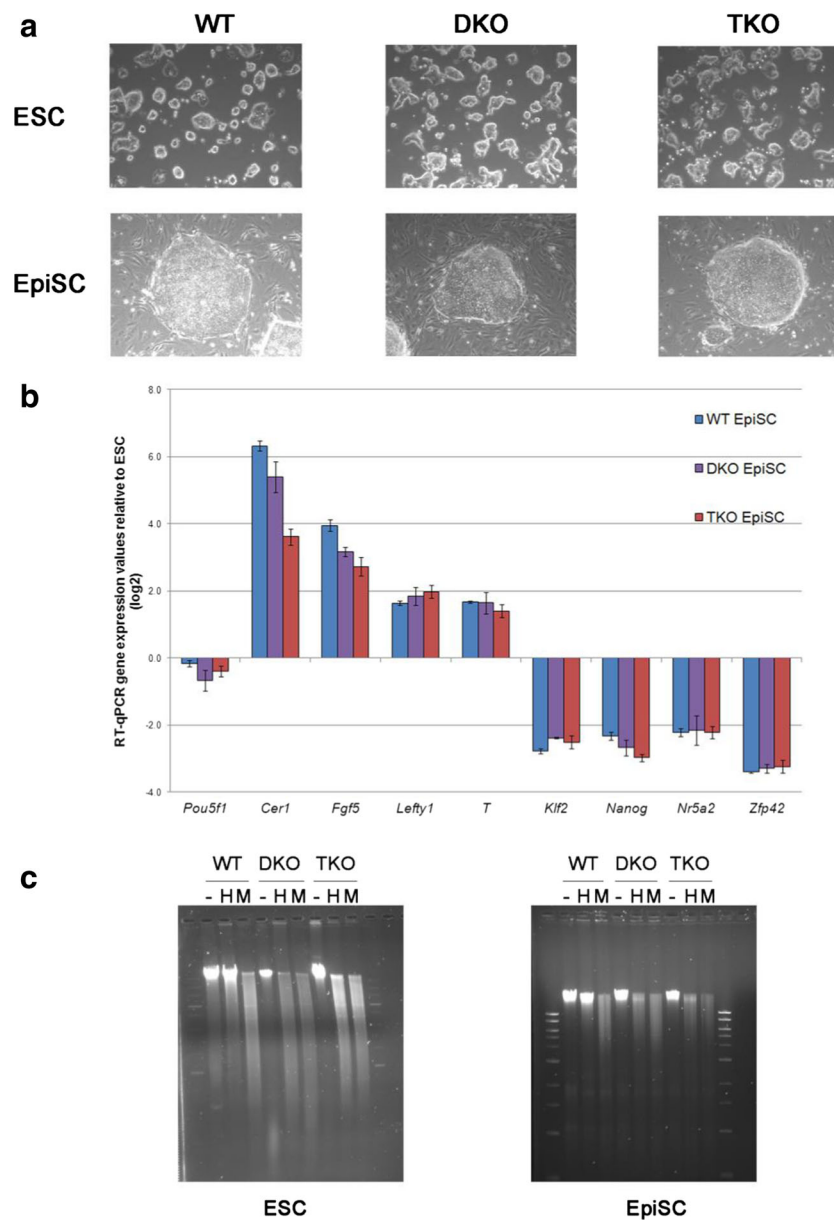 a
WT DKO TKO
ESC
EpiSC
b
RT-qPCR gene expression values relative to ESC
(log2)
8.0
6.0
4.0
2.0
0.0
-2.0
-4.0
WT EpiSC
DKO EpiSC
TKO EpiSC
Pou5f1 Cer1 Fgf5 Lefty1 T Klf2 Nanog Nr5a2 Zfp42
c
WT DKO TKO
- H M - H M - H M
WT DKO TKO
- H M - H M - H M
ESC EpiSC